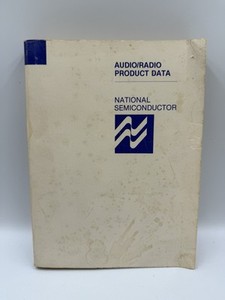 AUDIO/RADIO
PRODUCT DATA
NATIONAL
SEMICONDUCTOR